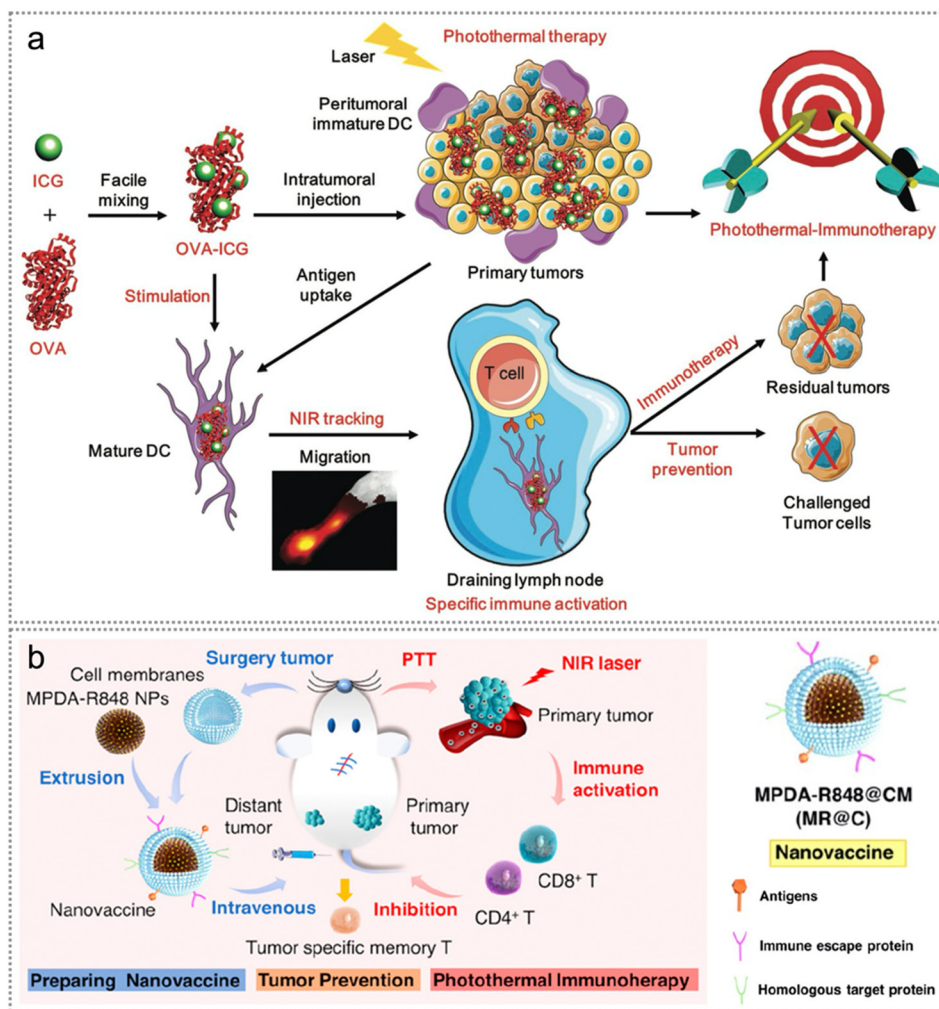 a
Laser
Photothermal therapy
Peritumoral
immature DC
ICG
+
OVA
Facile
mixing
OVA-ICG
Intratumoral
injection
Primary tumors
Photothermal-Immunotherapy
Stimulation
Antigen
uptake
Mature DC
NIR tracking
Migration
T cell
Draining lymph node
Specific immune activation
Immunotherapy
Residual tumors
Tumor
prevention
Challenged
Tumor cells
b
Cell membranes
MPDA-R848 NPs
Surgery tumor
PTT
NIR laser
Primary tumor
Extrusion
Immune
activation
Distant
tumor
Primary
tumor
Nanovaccine
Intravenous
Inhibition
CD8+ T
CD4+ T
Tumor specific memory T
Preparing Nanovaccine
Tumor Prevention
Photothermal Immunoherapy
MPDA-R848@CM
(MR@C)
Nanovaccine
Antigens
Immune escape protein
Homologous target protein